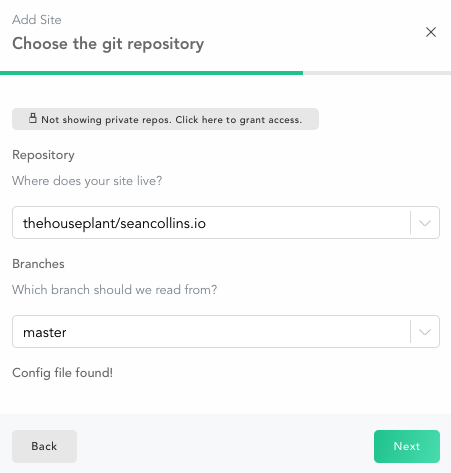 Add Site
Choose the git repository
Not showing private repos. Click here to grant access.
Repository
Where does your site live?
thehouseplant/seancollins.io
Branches
Which branch should we read from?
master
Config file found!
Back
Next